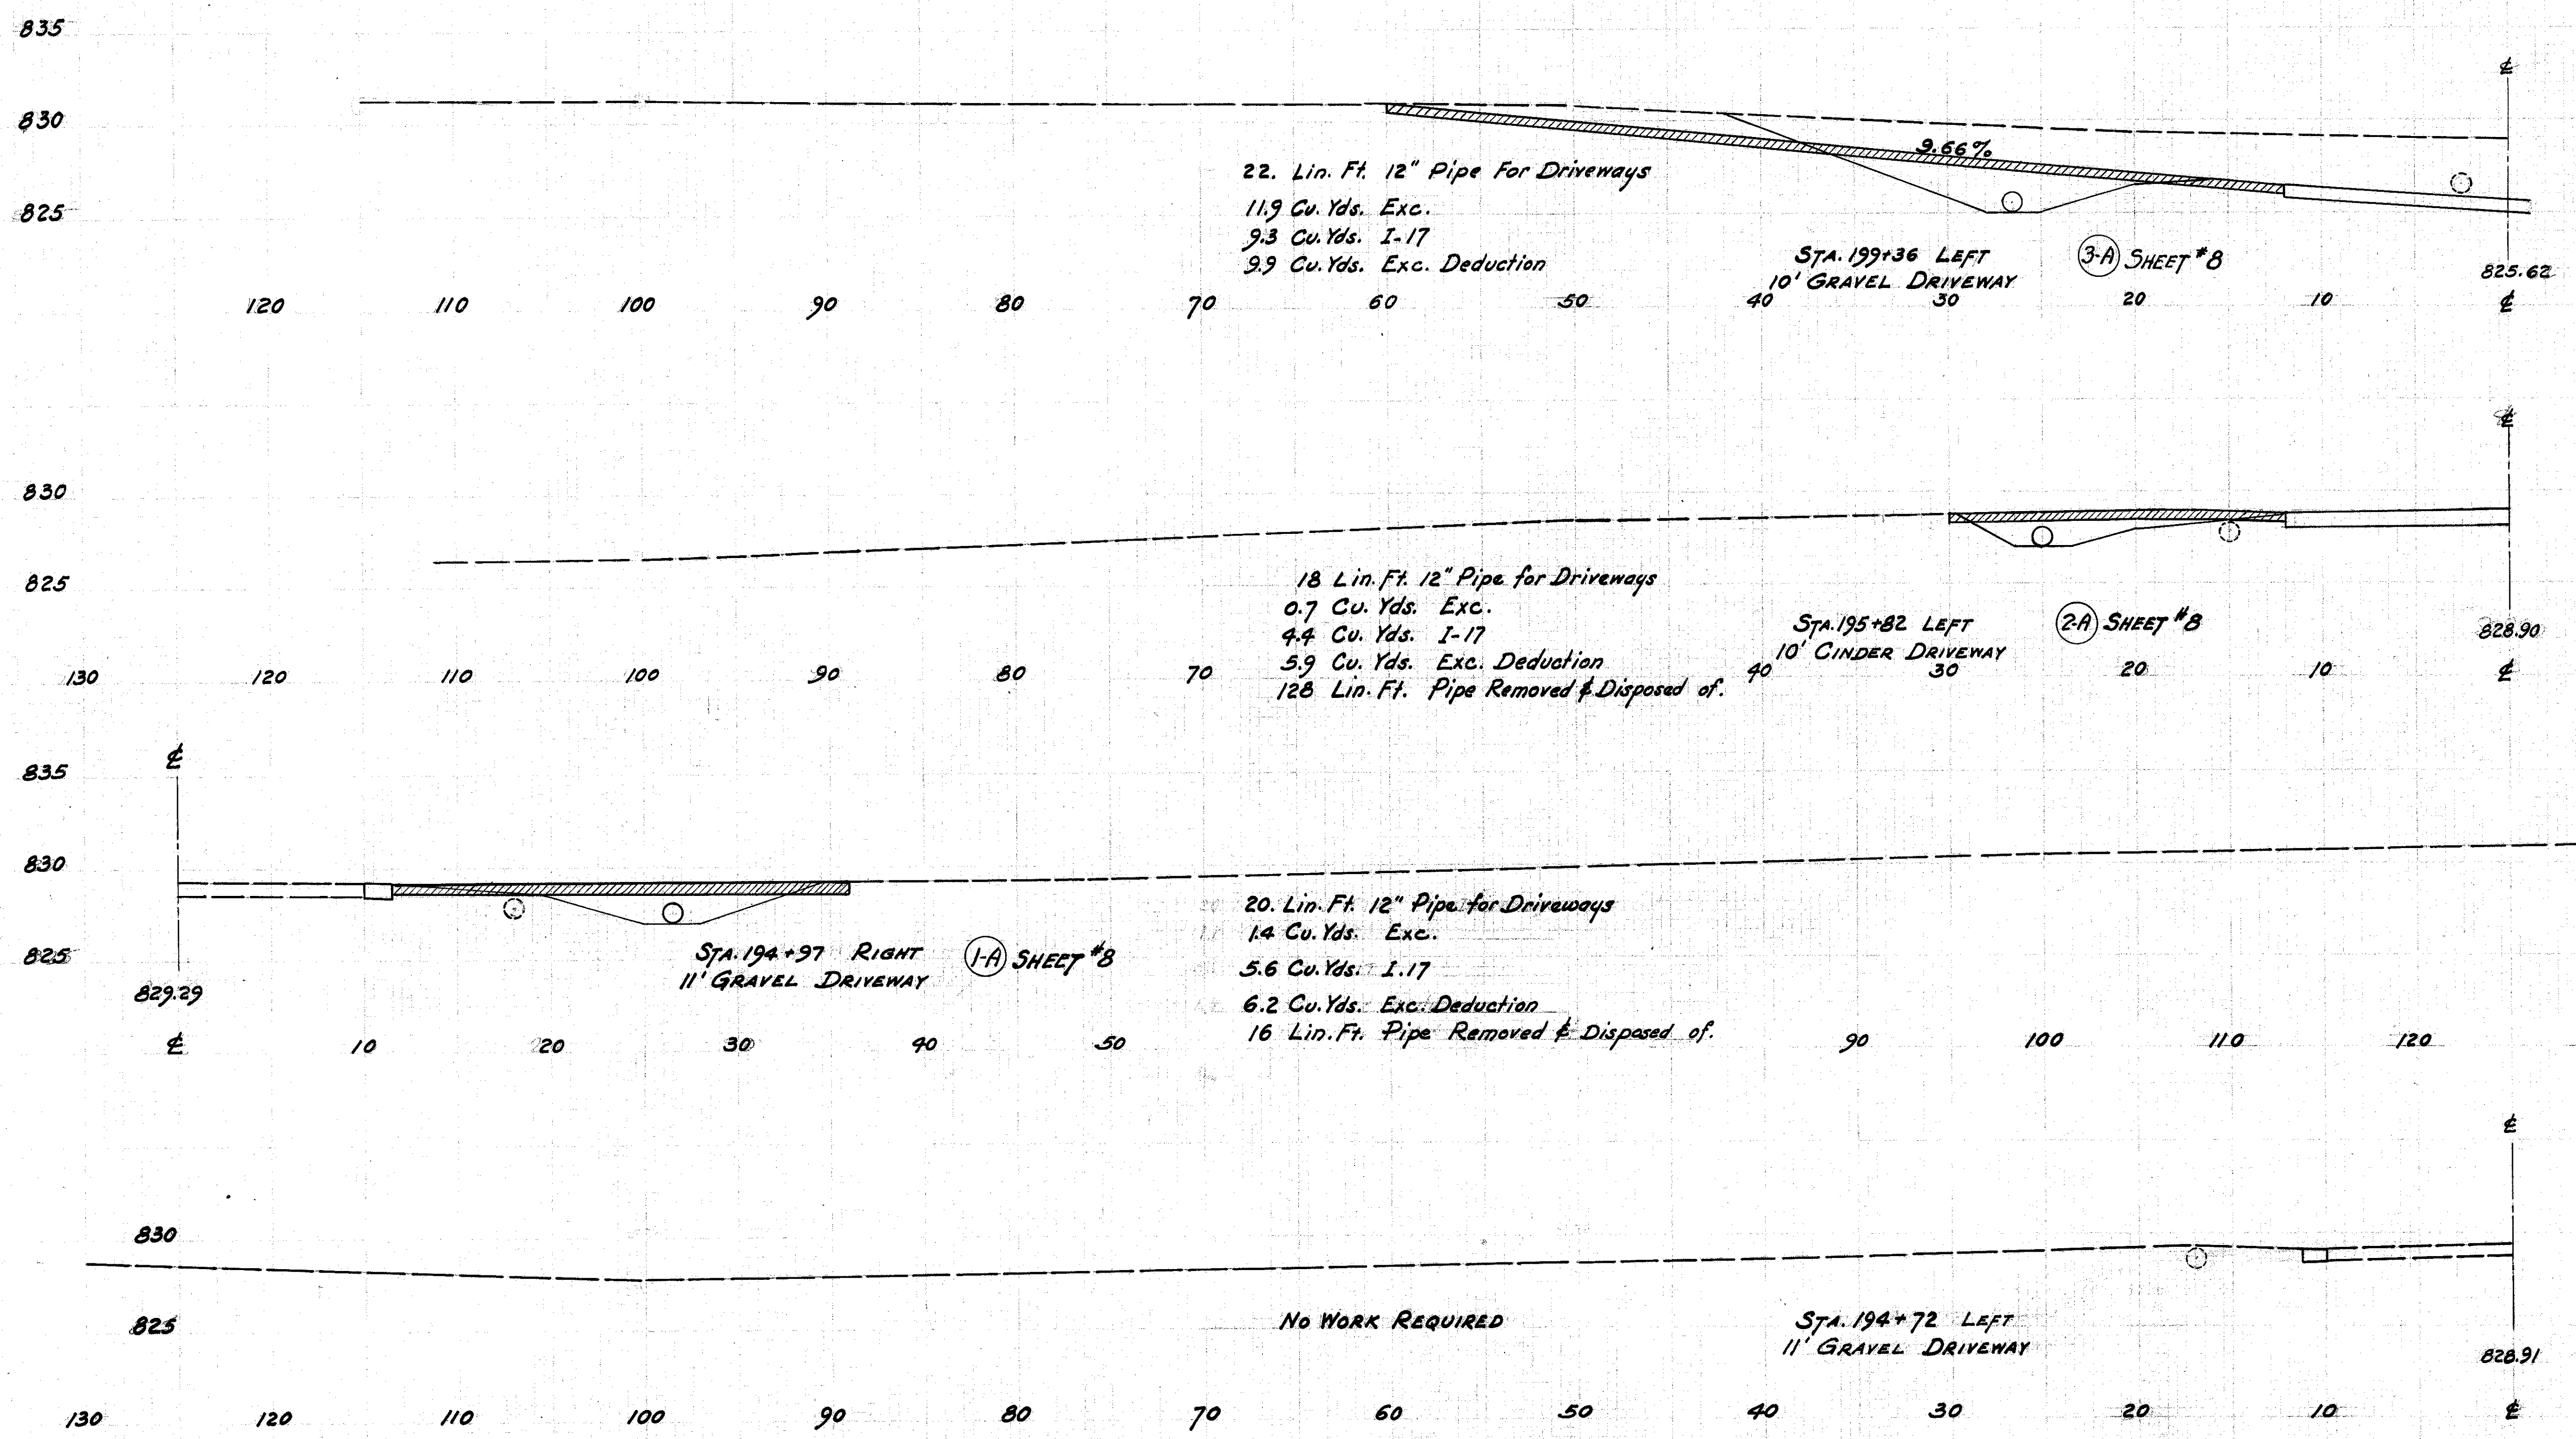 835
℄
830
9.66%
22. Lin. Ft. 12" Pipe For Driveways
825
11.9 Cu. Yds. Exc.
9.3 Cu. Yds. I-17
9.9 Cu. Yds. Exc. Deduction
STA. 199+36 LEFT
10' GRAVEL DRIVEWAY
3-A SHEET #8
825.62
120 110 100 90 80 70 60 50 40 30 20 10 ℄
℄
830
825
18 Lin. Ft. 12" Pipe for Driveways
0.7 Cu. Yds. Exc.
4.4 Cu. Yds. I-17
5.9 Cu. Yds. Exc. Deduction
128 Lin. Ft. Pipe Removed & Disposed of.
STA. 195+82 LEFT
10' CINDER DRIVEWAY
2-A SHEET #8
828.90
130 120 110 100 90 80 70 40 30 20 10 ℄
℄
835
830
825
829.29
STA. 194+97 RIGHT
11' GRAVEL DRIVEWAY
1-A SHEET #8
20. Lin. Ft. 12" Pipe for Driveways
1.4 Cu. Yds. Exc.
5.6 Cu. Yds. I.17
6.2 Cu. Yds. Exc. Deduction
16 Lin. Ft. Pipe Removed & Disposed of.
℄ 10 20 30 40 50 90 100 110 120
℄
830
825
NO WORK REQUIRED
STA. 194+72 LEFT
11' GRAVEL DRIVEWAY
828.91
130 120 110 100 90 80 70 60 50 40 30 20 10 ℄